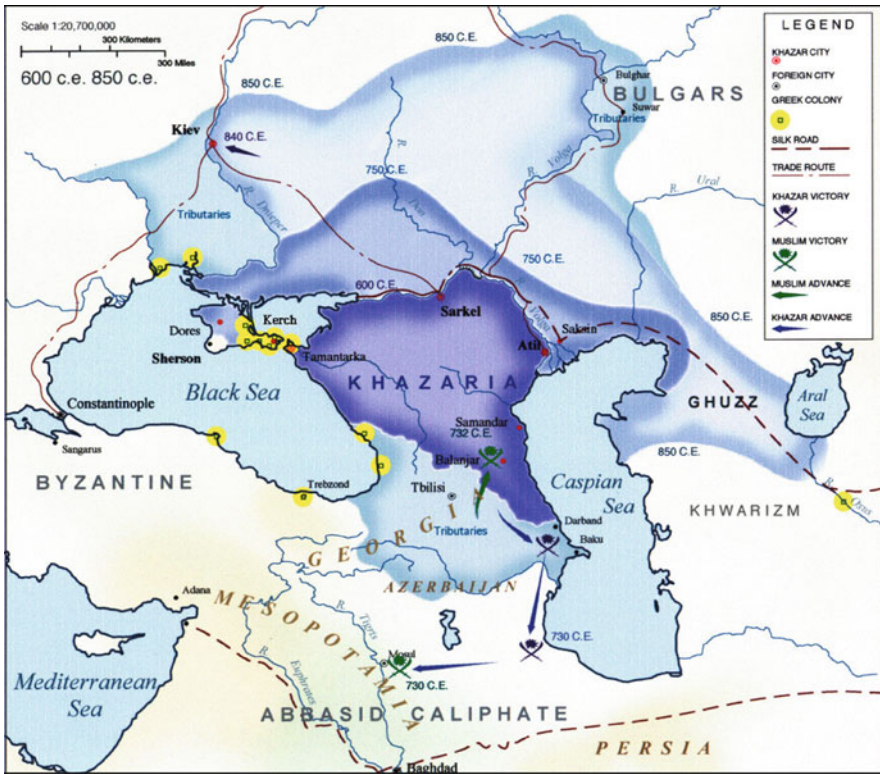 Scale 1:20,700,000
300 Kilometers
300 Miles
600 c.e. 850 c.e.
LEGEND
KHAZAR CITY
FOREIGN CITY
GREEK COLONY
SILK ROAD
TRADE ROUTE
KHAZAR VICTORY
MUSLIM VICTORY
MUSLIM ADVANCE
KHAZAR ADVANCE
850 C.E.
850 C.E.
Bulghar
BULGARS
Suwar
Tributaries
Kiev
840 C.E.
R. Volga
R. Ural
750 C.E.
R. Don
R. Dnieper
Tributaries
750 C.E.
600 C.E.
Sarkel
Volga
Saksin
850 C.E.
Kerch
Dores
Atil
Sherson
Tamantarka
KHAZARIA
Black Sea
GHUZZ
Aral
Sea
Constantinople
Samandar
732 C.E.
Sangarus
Balanjar
850 C.E.
Caspian
Sea
BYZANTINE
Trebzond
Tbilisi
R. Oxus
KHWARIZM
Tributaries
Darband
GEORGIA
Baku
AZERBAIJAN
Adana
MESOPOTAMIA
R. Tigris
730 C.E.
Mosul
R. Euphrates
730 C.E.
Mediterranean
Sea
ABBASID CALIPHATE
PERSIA
Baghdad